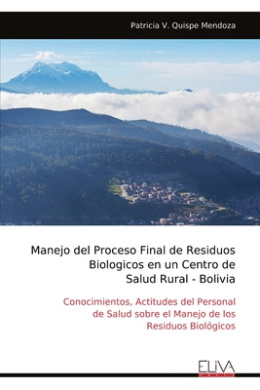 Patricia V. Quispe Mendoza
Manejo del Proceso Final de Residuos
Biologicos en un Centro de
Salud Rural - Bolivia
Conocimientos, Actitudes del Personal
de Salud sobre el Manejo de los
Residuos Biológicos
ELIVA
PRESS